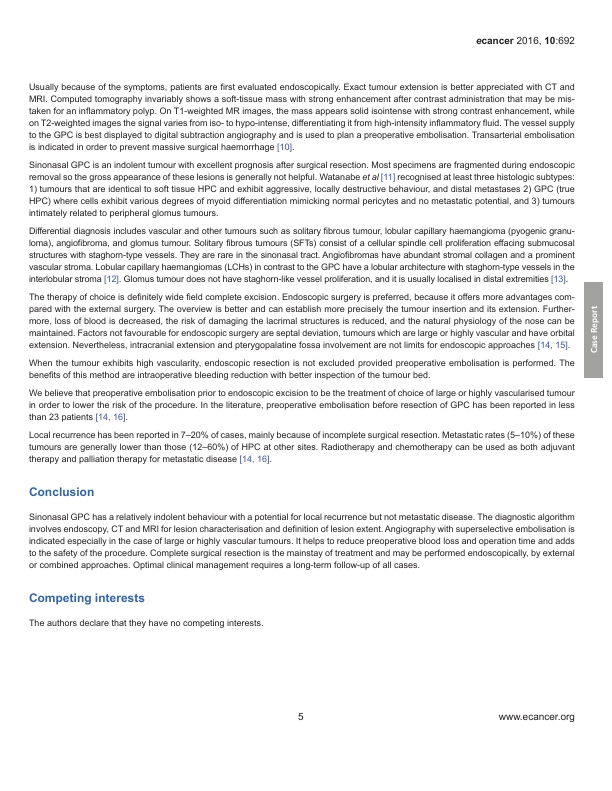 ecancer 2016, 10:692
Usually because of the symptoms, patients are first evaluated endoscopically. Exact tumour extension is better appreciated with CT and
MRI. Computed tomography invariably shows a soft-tissue mass with strong enhancement after contrast administration that may be mis-
taken for an inflammatory polyp. On T1-weighted MR images, the mass appears solid isointense with strong contrast enhancement, while
on T2-weighted images the signal varies from iso- to hypo-intense, differentiating it from high-intensity inflammatory fluid. The vessel supply
to the GPC is best displayed to digital subtraction angiography and is used to plan a preoperative embolisation. Transarterial embolisation
is indicated in order to prevent massive surgical haemorrhage [10].
Sinonasal GPC is an indolent tumour with excellent prognosis after surgical resection. Most specimens are fragmented during endoscopic
removal so the gross appearance of these lesions is generally not helpful. Watanabe et al [11] recognised at least three histologic subtypes:
1) tumours that are identical to soft tissue HPC and exhibit aggressive, locally destructive behaviour, and distal metastases 2) GPC (true
HPC) where cells exhibit various degrees of myoid differentiation mimicking normal pericytes and no metastatic potential, and 3) tumours
intimately related to peripheral glomus tumours.
Differential diagnosis includes vascular and other tumours such as solitary fibrous tumour, lobular capillary haemangioma (pyogenic granu-
loma), angiofibroma, and glomus tumour. Solitary fibrous tumours (SFTs) consist of a cellular spindle cell proliferation effacing submucosal
structures with staghorn-type vessels. They are rare in the sinonasal tract. Angiofibromas have abundant stromal collagen and a prominent
vascular stroma. Lobular capillary haemangiomas (LCHs) in contrast to the GPC have a lobular architecture with staghorn-type vessels in the
interlobular stroma [12]. Glomus tumour does not have staghorn-like vessel proliferation, and it is usually localised in distal extremities [13].
The therapy of choice is definitely wide field complete excision. Endoscopic surgery is preferred, because it offers more advantages com-
pared with the external surgery. The overview is better and can establish more precisely the tumour insertion and its extension. Further-
more, loss of blood is decreased, the risk of damaging the lacrimal structures is reduced, and the natural physiology of the nose can be
maintained. Factors not favourable for endoscopic surgery are septal deviation, tumours which are large or highly vascular and have orbital
extension. Nevertheless, intracranial extension and pterygopalatine fossa involvement are not limits for endoscopic approaches [14, 15].
When the tumour exhibits high vascularity, endoscopic resection is not excluded provided preoperative embolisation is performed. The
benefits of this method are intraoperative bleeding reduction with better inspection of the tumour bed.
We believe that preoperative embolisation prior to endoscopic excision to be the treatment of choice of large or highly vascularised tumour
in order to lower the risk of the procedure. In the literature, preoperative embolisation before resection of GPC has been reported in less
than 23 patients [14, 16].
Local recurrence has been reported in 7–20% of cases, mainly because of incomplete surgical resection. Metastatic rates (5–10%) of these
tumours are generally lower than those (12–60%) of HPC at other sites. Radiotherapy and chemotherapy can be used as both adjuvant
therapy and palliation therapy for metastatic disease [14, 16].
Conclusion
Sinonasal GPC has a relatively indolent behaviour with a potential for local recurrence but not metastatic disease. The diagnostic algorithm
involves endoscopy, CT and MRI for lesion characterisation and definition of lesion extent. Angiography with superselective embolisation is
indicated especially in the case of large or highly vascular tumours. It helps to reduce preoperative blood loss and operation time and adds
to the safety of the procedure. Complete surgical resection is the mainstay of treatment and may be performed endoscopically, by external
or combined approaches. Optimal clinical management requires a long-term follow-up of all cases.
Competing interests
The authors declare that they have no competing interests.
Case Report
5
www.ecancer.org